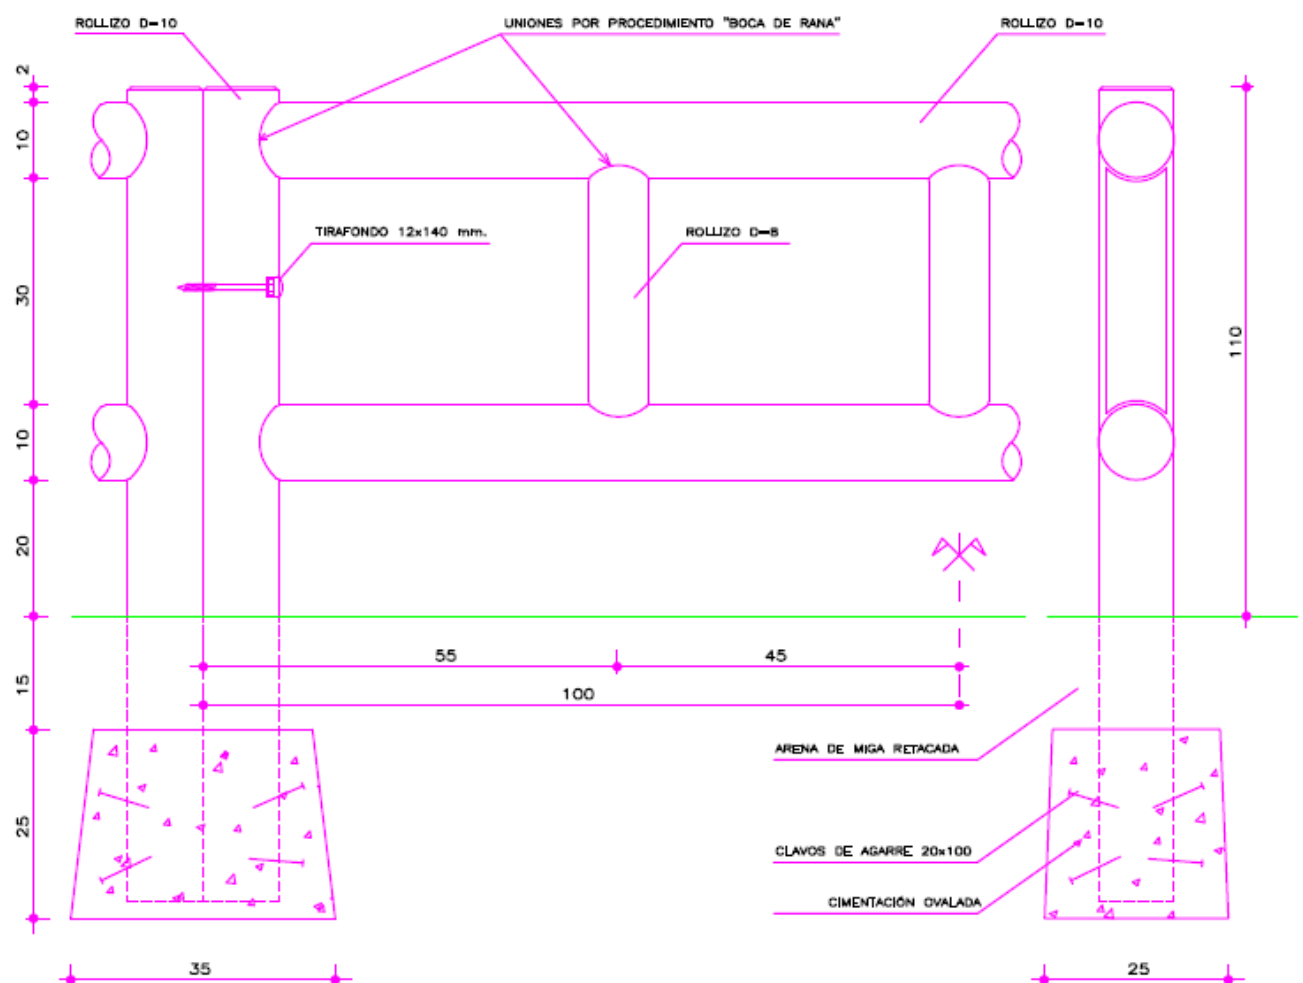 ROLLIZO D-10
UNIONES POR PROCEDIMIENTO "BOCA DE RANA"
ROLLIZO D-10
2
10
TIRAFONDO 12x140 mm.
ROLLIZO D-8
30
110
10
20
55
45
15
100
ARENA DE MIGA RETACADA
25
CLAVOS DE AGARRE 20x100
CIMENTACIÓN OVALADA
35
25